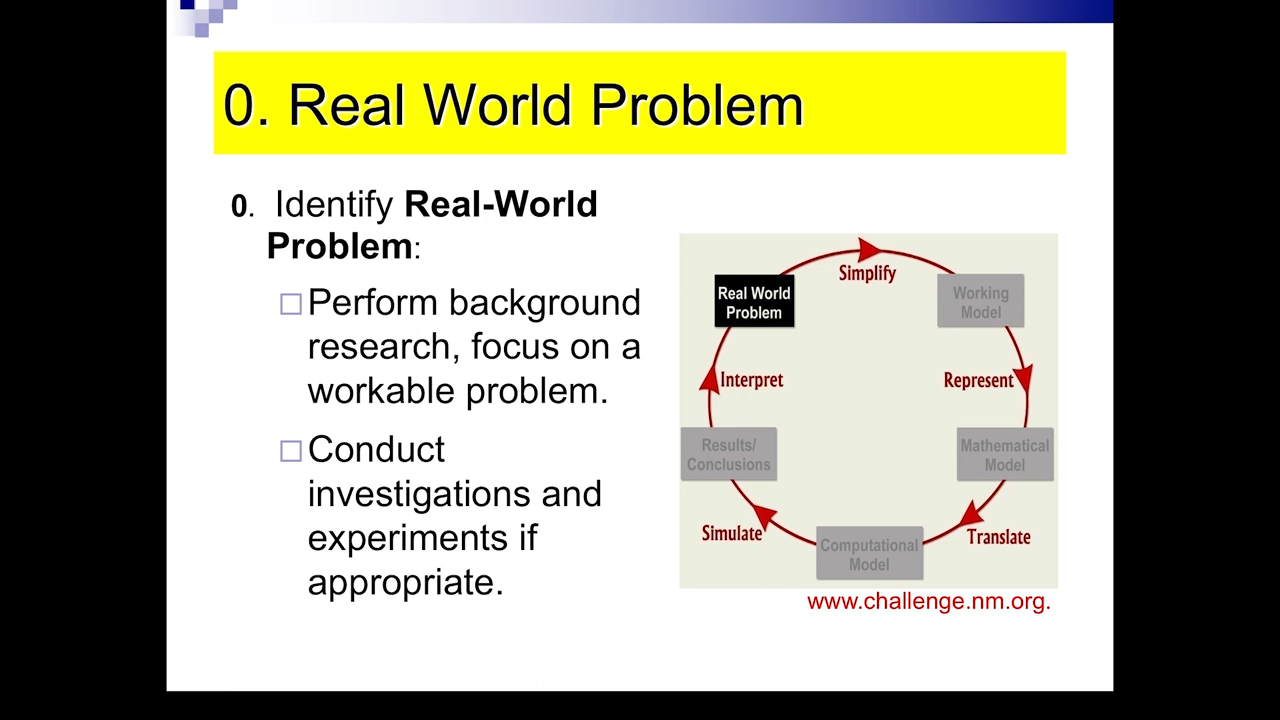 0. Real World Problem
0. Identify Real-World
Problem:
Perform background
research, focus on a
workable problem.
Conduct
investigations and
experiments if
appropriate.
Simplify
Real World
Problem
Working
Model
Interpret
Represent
Results/
Conclusions
Mathematical
Model
Simulate
Translate
Computational
Model
www.challenge.nm.org.